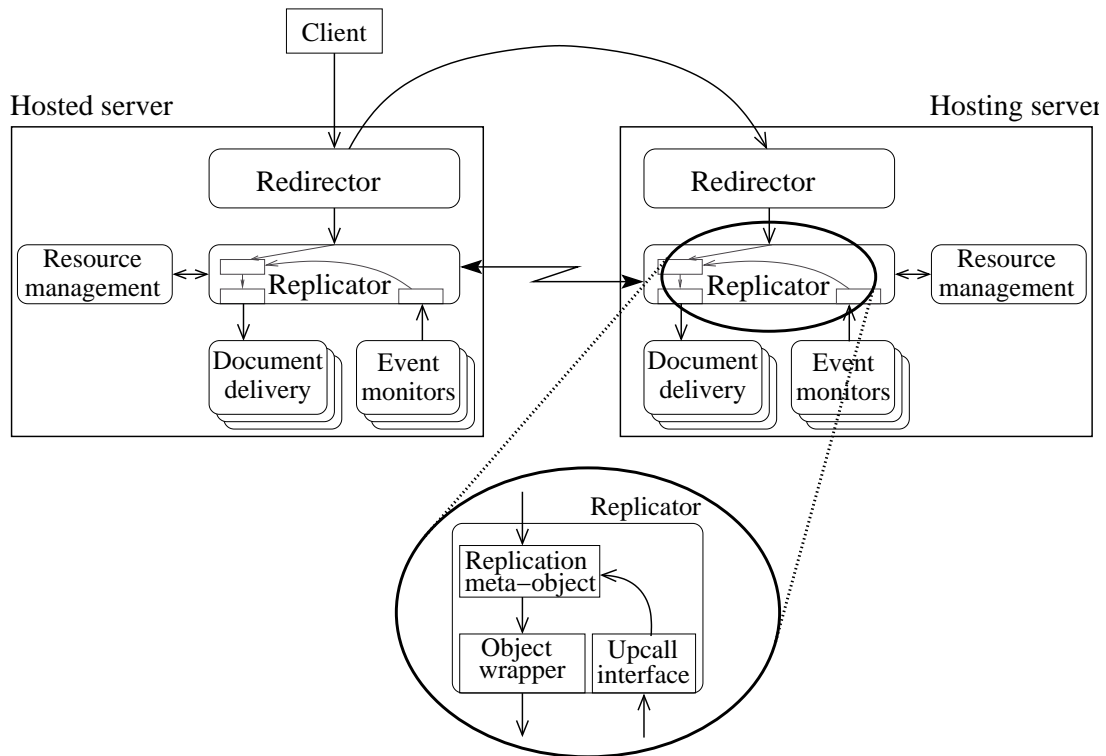 Client
Hosted server
Hosting server
Redirector
Redirector
Resource
management
Replicator
Replicator
Resource
management
Document
delivery
Event
monitors
Document
delivery
Event
monitors
Replicator
Replication
meta−object
Object
wrapper
Upcall
interface